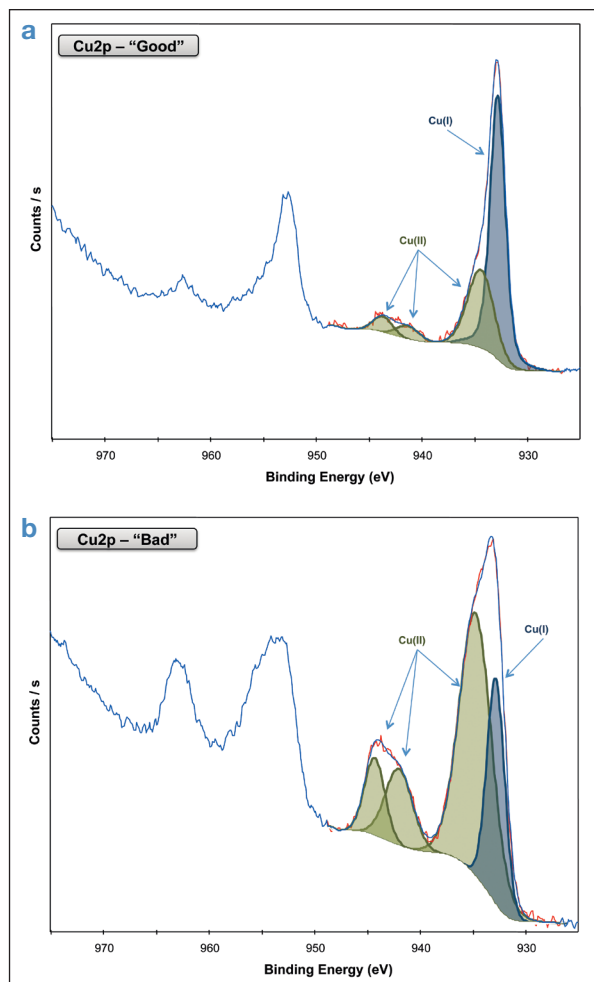 a
Cu2p – “Good”
Cu(I)
Cu(II)
Counts / s
970 960 950 940 930
Binding Energy (eV)
b
Cu2p – “Bad”
Cu(II)
Cu(I)
Counts / s
970 960 950 940 930
Binding Energy (eV)